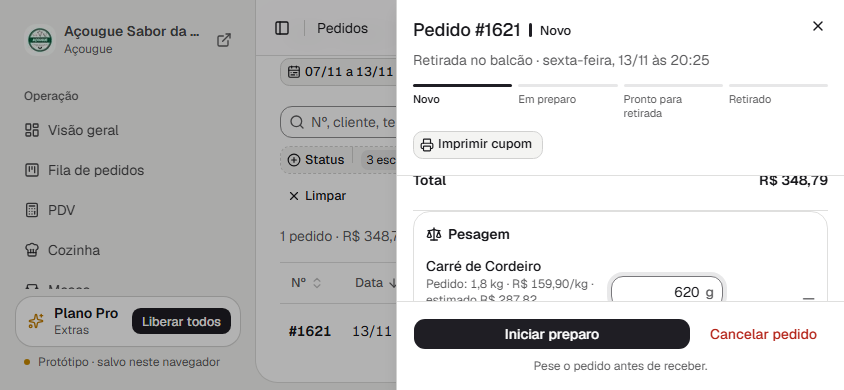 Açougue Sabor da ...
Açougue
Operação
Visão geral
Fila de pedidos
PDV
Cozinha
Mesas
Plano Pro
Extras
Liberar todos
Protótipo · salvo neste navegador
Pedidos
07/11 a 13/11
Nº, cliente, te
Status
3 esc
Limpar
1 pedido · R$ 348,7
Nº
Data
#1621
13/11
Pedido #1621
Novo
Retirada no balcão · sexta-feira, 13/11 às 20:25
Novo
Em preparo
Pronto para
retirada
Retirado
Imprimir cupom
Total
R$ 348,79
Pesagem
Carré de Cordeiro
Pedido: 1,8 kg · R$ 159,90/kg ·
estimado R$ 287,82
620 g
—
Iniciar preparo
Cancelar pedido
Pese o pedido antes de receber.